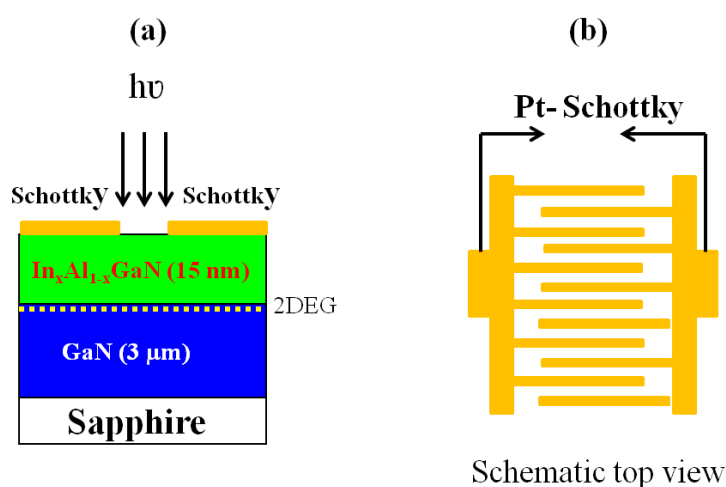 (a)
hυ
Schottky Schottky
InxAl1-xGaN (15 nm)
2DEG
GaN (3 μm)
Sapphire
(b)
Pt- Schottky
Schematic top view